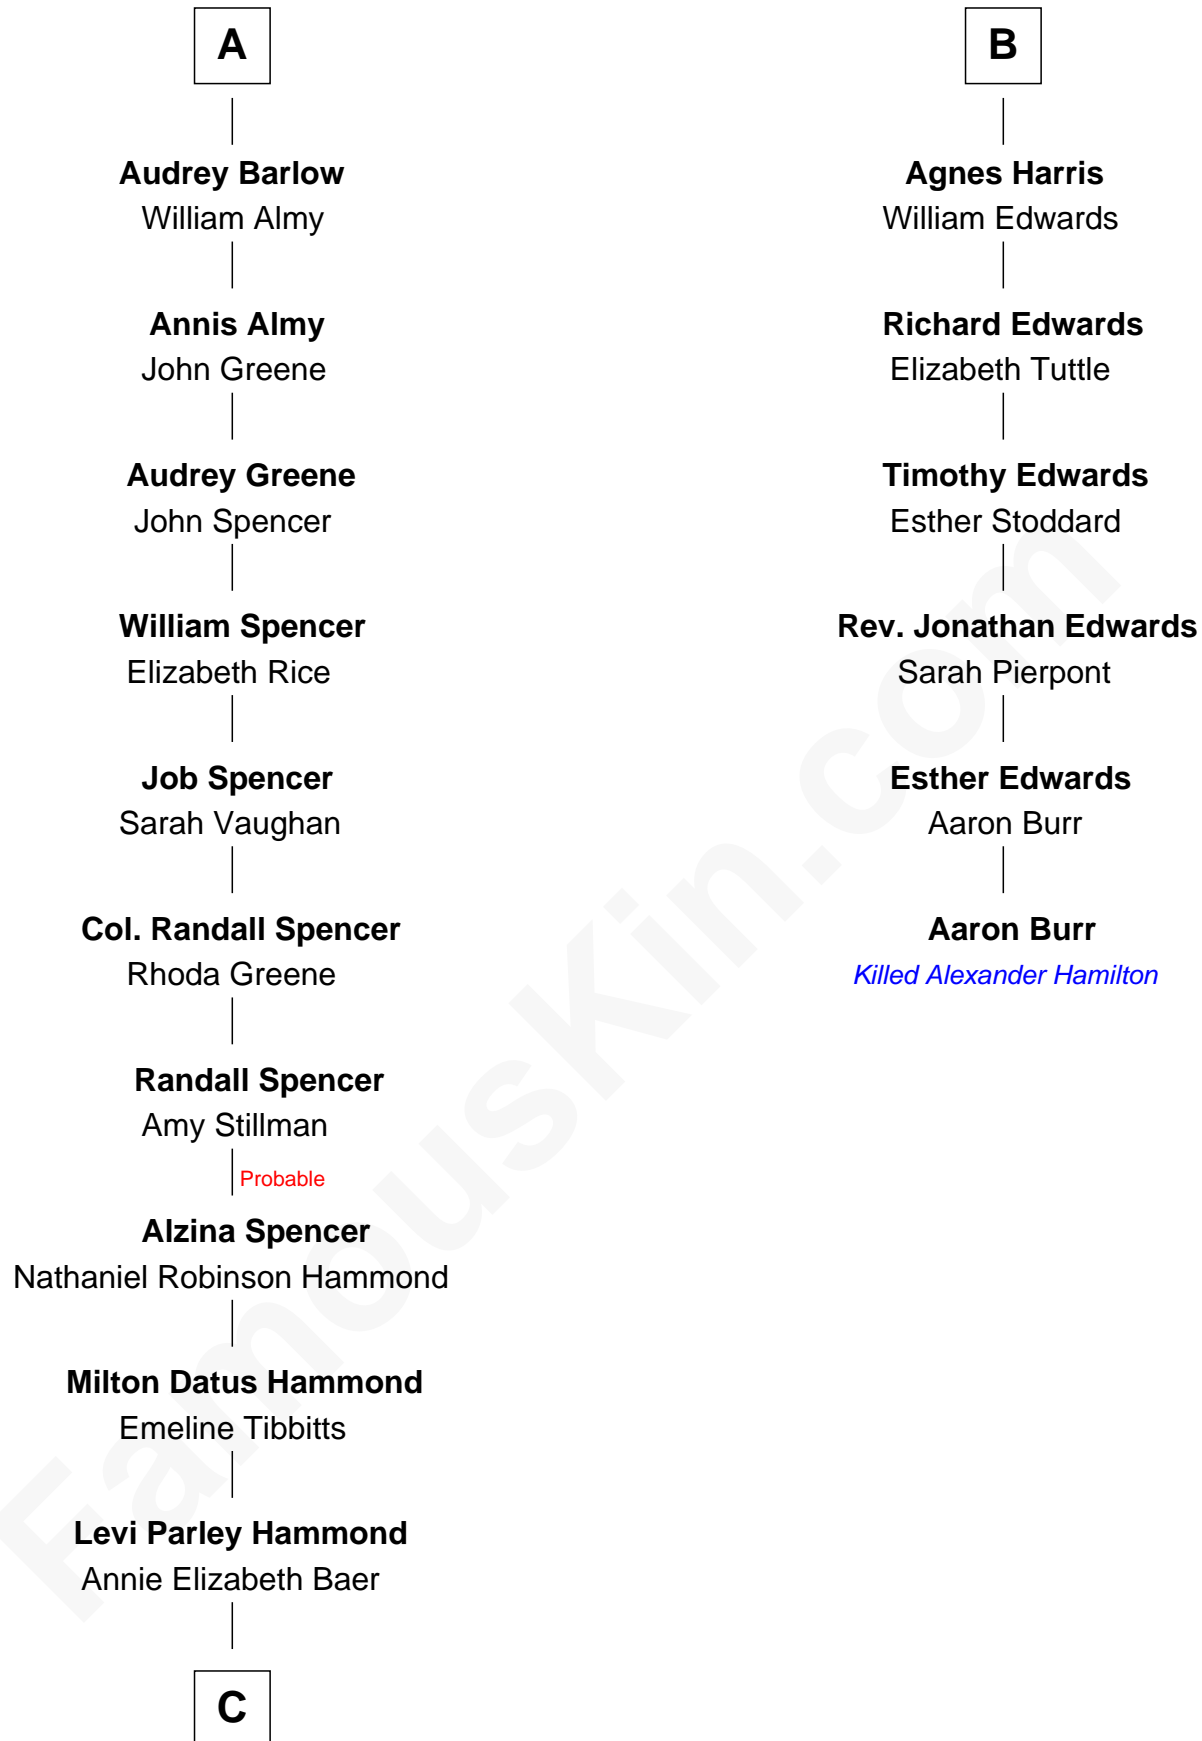 A
Audrey Barlow
William Almy
Annis Almy
John Greene
Audrey Greene
John Spencer
William Spencer
Elizabeth Rice
Job Spencer
Sarah Vaughan
Col. Randall Spencer
Rhoda Greene
Randall Spencer
Amy Stillman
Probable
Alzina Spencer
Nathaniel Robinson Hammond
Milton Datus Hammond
Emeline Tibbitts
Levi Parley Hammond
Annie Elizabeth Baer
C
B
Agnes Harris
William Edwards
Richard Edwards
Elizabeth Tuttle
Timothy Edwards
Esther Stoddard
Rev. Jonathan Edwards
Sarah Pierpont
Esther Edwards
Aaron Burr
Aaron Burr
Killed Alexander Hamilton
FamousKin.com